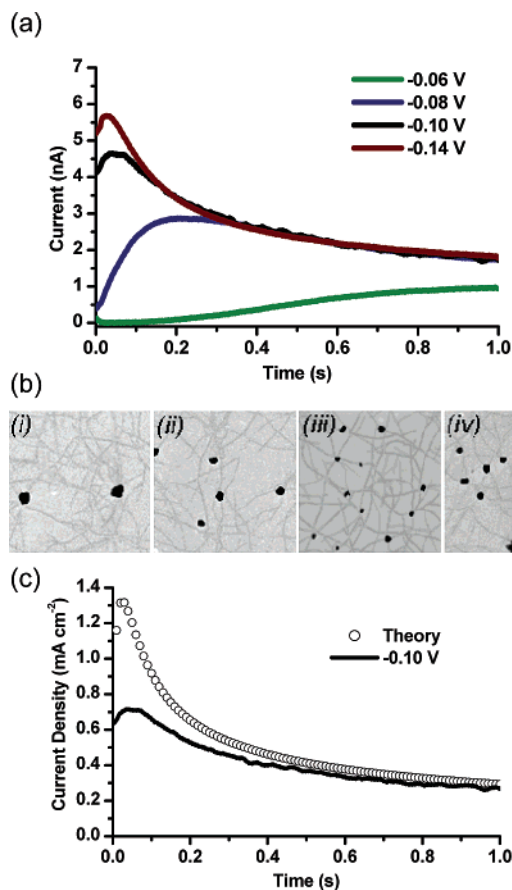 (a)
7
6
5
4
3
2
1
0
Current (nA)
-0.06 V
-0.08 V
-0.10 V
-0.14 V
0.0 0.2 0.4 0.6 0.8 1.0
Time (s)
(b)
(i) (ii) (iii) (iv)
(c)
1.4
1.2
1.0
0.8
0.6
0.4
0.2
0.0
Current Density (mA cm⁻²)
Theory
-0.10 V
0.0 0.2 0.4 0.6 0.8 1.0
Time (s)